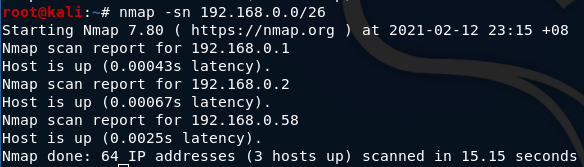 root@kali:~# nmap -sn 192.168.0.0/26
Starting Nmap 7.80 ( https://nmap.org ) at 2021-02-12 23:15 +08
Nmap scan report for 192.168.0.1
Host is up (0.00043s latency).
Nmap scan report for 192.168.0.2
Host is up (0.00067s latency).
Nmap scan report for 192.168.0.58
Host is up (0.0025s latency).
Nmap done: 64 IP addresses (3 hosts up) scanned in 15.15 seconds